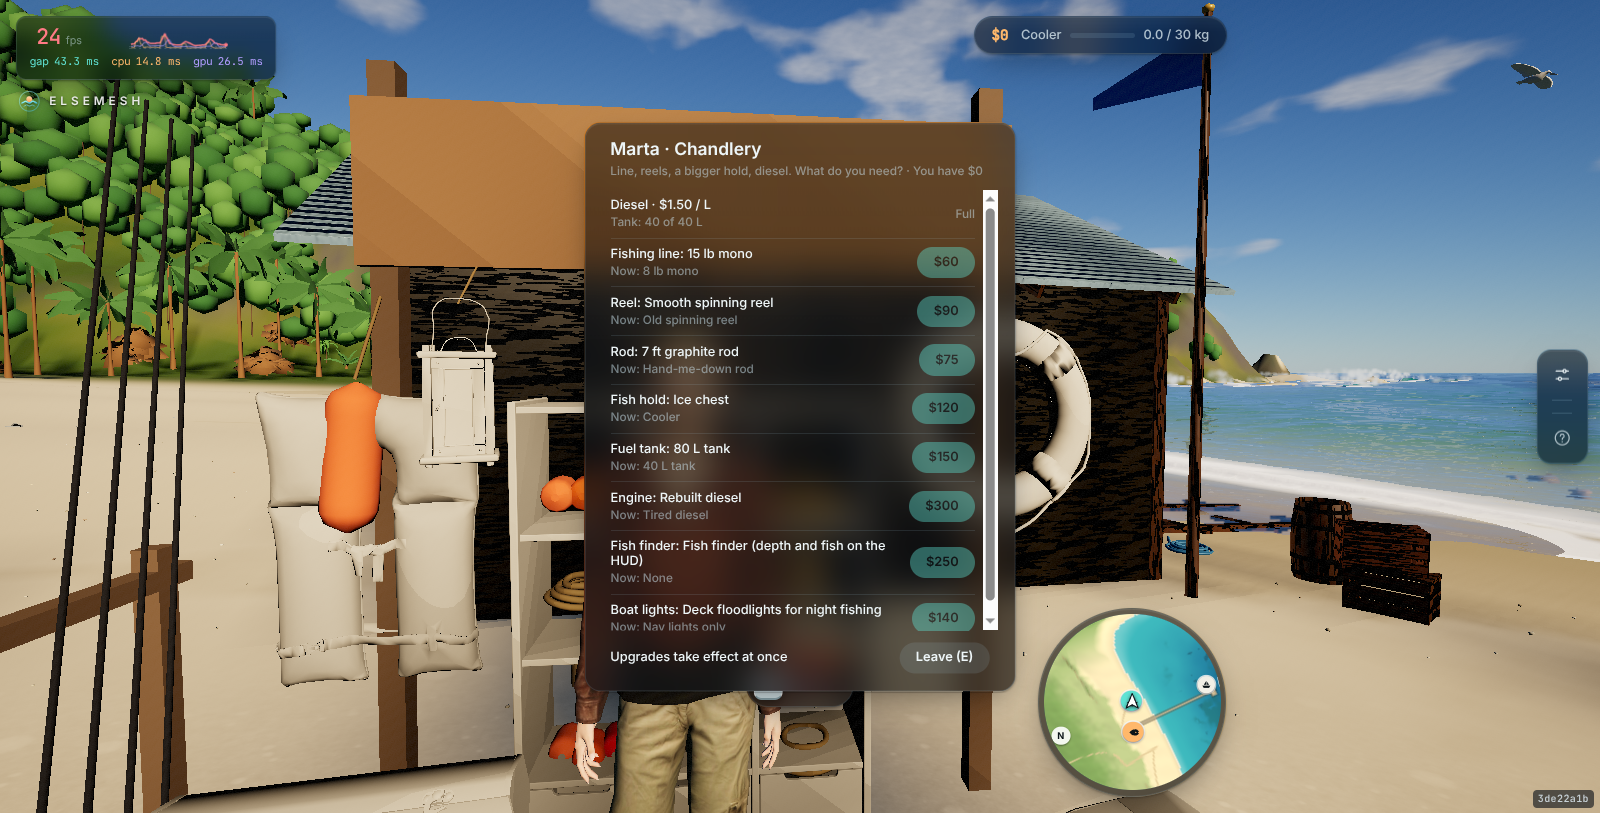 24 fps
gap 43.3 ms cpu 14.8 ms gpu 26.5 ms
ELSEMESH
$0 Cooler 0.0 / 30 kg
Marta · Chandlery
Line, reels, a bigger hold, diesel. What do you need? · You have $0
Diesel · $1.50 / L
Tank: 40 of 40 L
Full
Fishing line: 15 lb mono
Now: 8 lb mono
$60
Reel: Smooth spinning reel
Now: Old spinning reel
$90
Rod: 7 ft graphite rod
Now: Hand-me-down rod
$75
Fish hold: Ice chest
Now: Cooler
$120
Fuel tank: 80 L tank
Now: 40 L tank
$150
Engine: Rebuilt diesel
Now: Tired diesel
$300
Fish finder: Fish finder (depth and fish on the
HUD)
Now: None
$250
Boat lights: Deck floodlights for night fishing
Now: Nav lights only
$140
Upgrades take effect at once
Leave (E)
N
3de22a1b